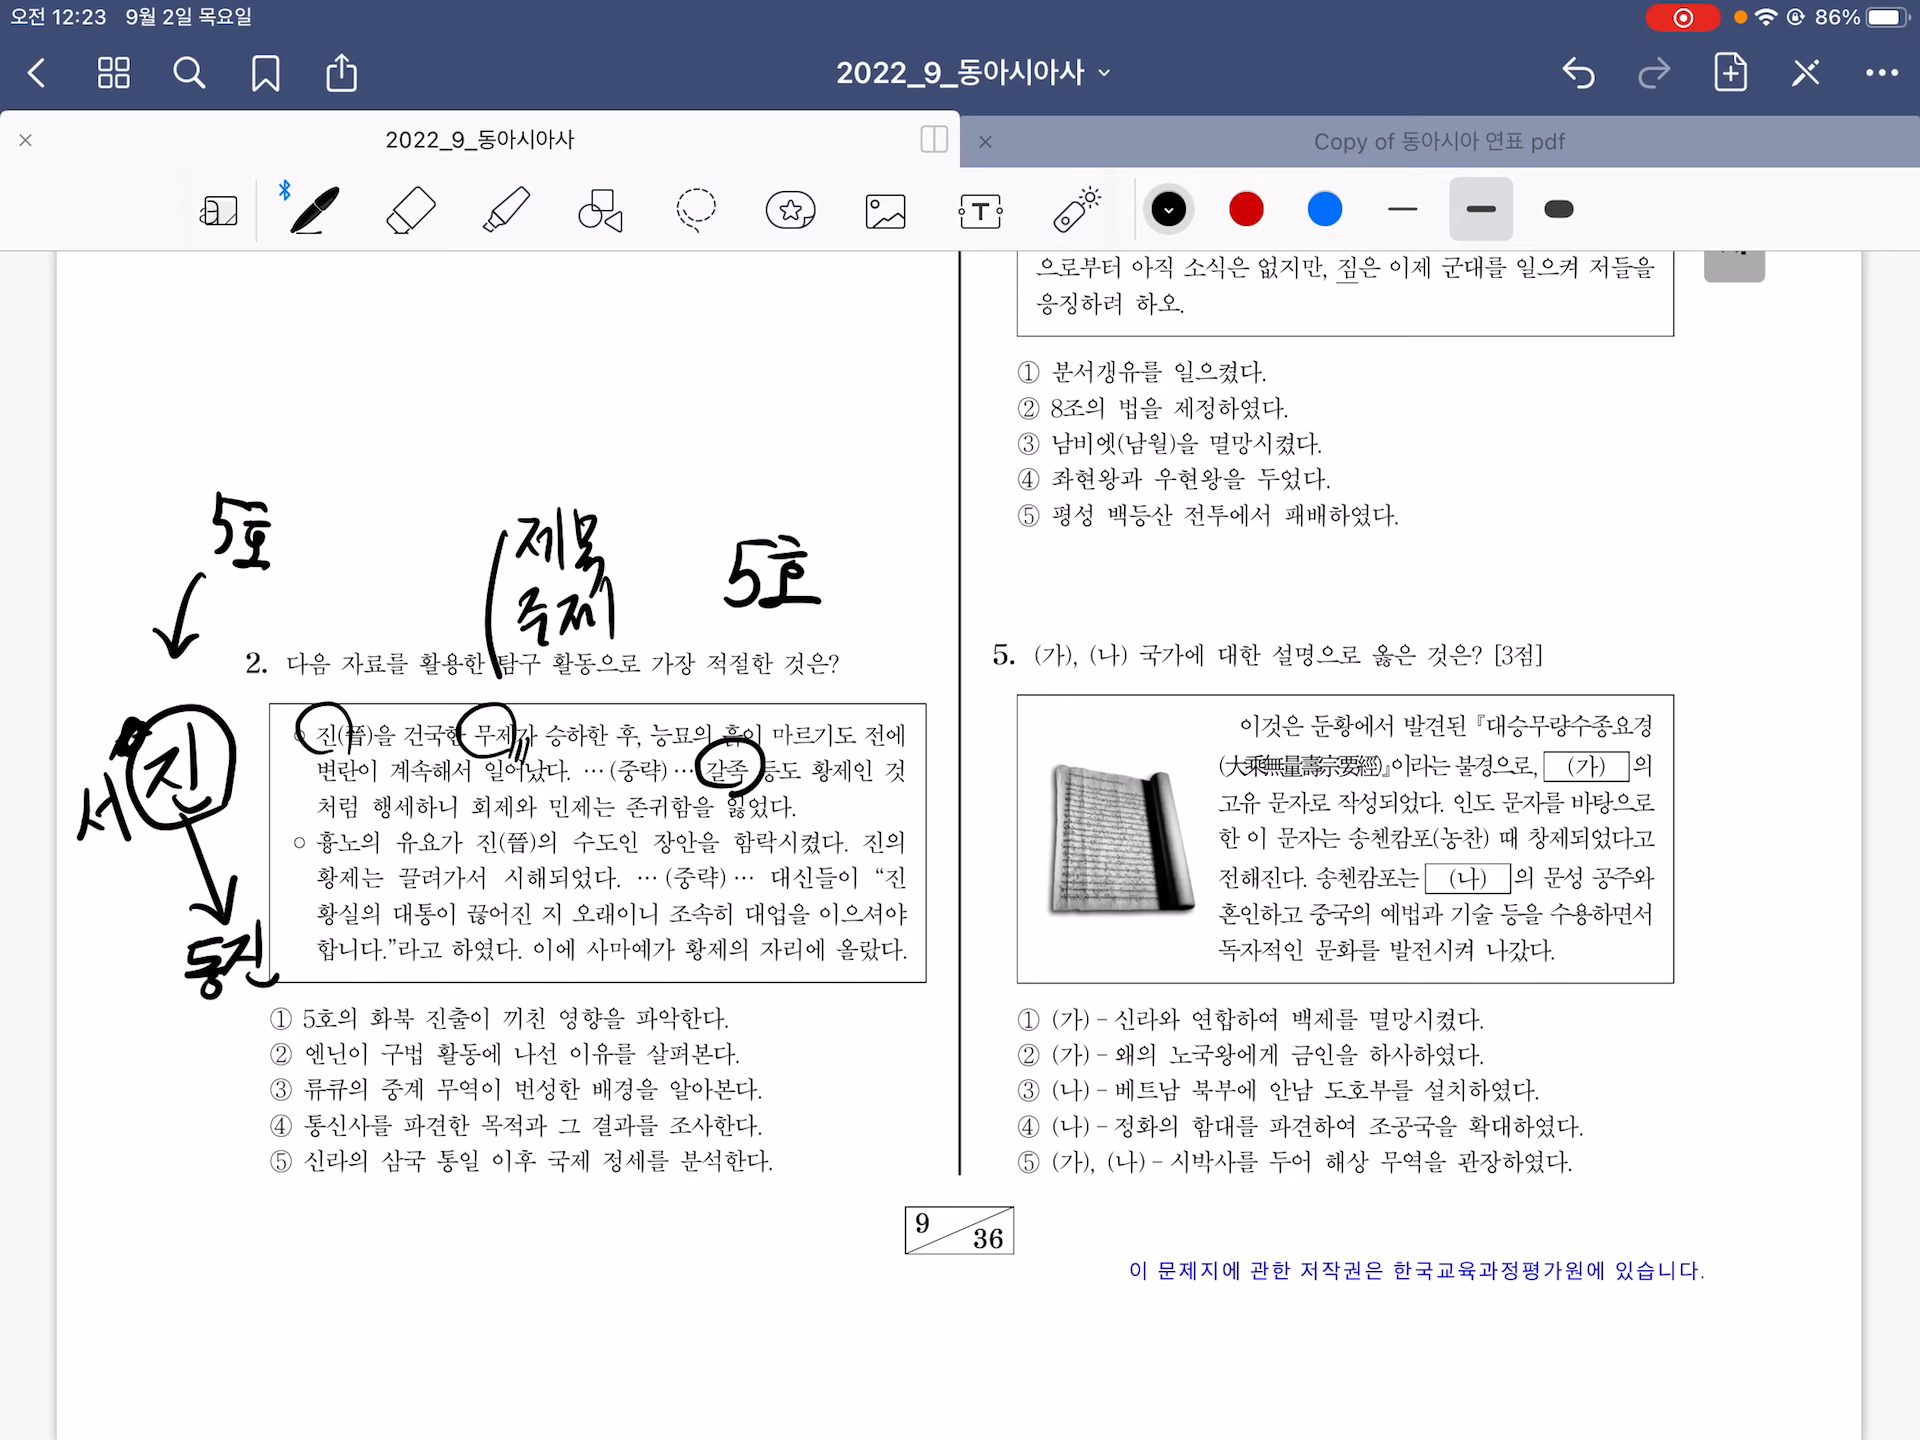 오전 12:23 9월 2일 목요일
86%
2022_9_동아시아사
2022_9_동아시아사
Copy of 동아시아 연표 pdf
5호
제목
주제
5호
서진
동진
2. 다음 자료를 활용한 탐구 활동으로 가장 적절한 것은?
○ 진(晉)을 건국한 무제가 승하한 후, 능묘의 흙이 마르기도 전에
변란이 계속해서 일어났다. …(중략)… 갈족 등도 황제인 것
처럼 행세하니 회제와 민제는 존귀함을 잃었다.
○ 흉노의 유요가 진(晉)의 수도인 장안을 함락시켰다. 진의
황제는 끌려가서 시해되었다. …(중략)… 대신들이 “진
황실의 대통이 끊어진 지 오래이니 조속히 대업을 이으셔야
합니다.”라고 하였다. 이에 사마예가 황제의 자리에 올랐다.
① 5호의 화북 진출이 끼친 영향을 파악한다.
② 엔닌이 구법 활동에 나선 이유를 살펴본다.
③ 류큐의 중계 무역이 번성한 배경을 알아본다.
④ 통신사를 파견한 목적과 그 결과를 조사한다.
⑤ 신라의 삼국 통일 이후 국제 정세를 분석한다.
으로부터 아직 소식은 없지만, 짐은 이제 군대를 일으켜 저들을
응징하려 하오.
① 분서갱유를 일으켰다.
② 8조의 법을 제정하였다.
③ 남비엣(남월)을 멸망시켰다.
④ 좌현왕과 우현왕을 두었다.
⑤ 평성 백등산 전투에서 패배하였다.
5. (가), (나) 국가에 대한 설명으로 옳은 것은? [3점]
이것은 둔황에서 발견된 『대승무량수종요경
(大乘無量壽宗要經)』이라는 불경으로, (가) 의
고유 문자로 작성되었다. 인도 문자를 바탕으로
한 이 문자는 송첸캄포(농찬) 때 창제되었다고
전해진다. 송첸캄포는 (나) 의 문성 공주와
혼인하고 중국의 예법과 기술 등을 수용하면서
독자적인 문화를 발전시켜 나갔다.
① (가) – 신라와 연합하여 백제를 멸망시켰다.
② (가) – 왜의 노국왕에게 금인을 하사하였다.
③ (나) – 베트남 북부에 안남 도호부를 설치하였다.
④ (나) – 정화의 함대를 파견하여 조공국을 확대하였다.
⑤ (가), (나) – 시박사를 두어 해상 무역을 관장하였다.
9 36
이 문제지에 관한 저작권은 한국교육과정평가원에 있습니다.